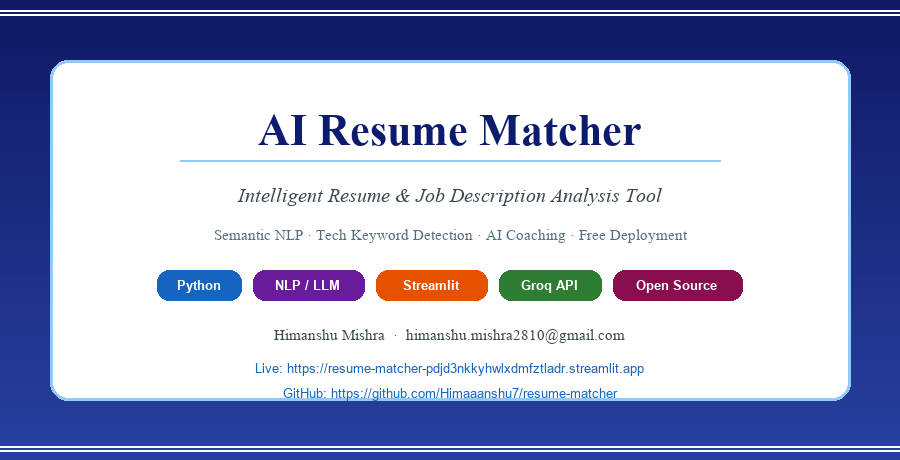 AI Resume Matcher
Intelligent Resume & Job Description Analysis Tool
Semantic NLP · Tech Keyword Detection · AI Coaching · Free Deployment
Python NLP / LLM Streamlit Groq API Open Source
Himanshu Mishra · himanshu.mishra2810@gmail.com
Live: https://resume-matcher-pdjd3nkkyhwlxdmfztladr.streamlit.app
GitHub: https://github.com/Himaaanshu7/resume-matcher